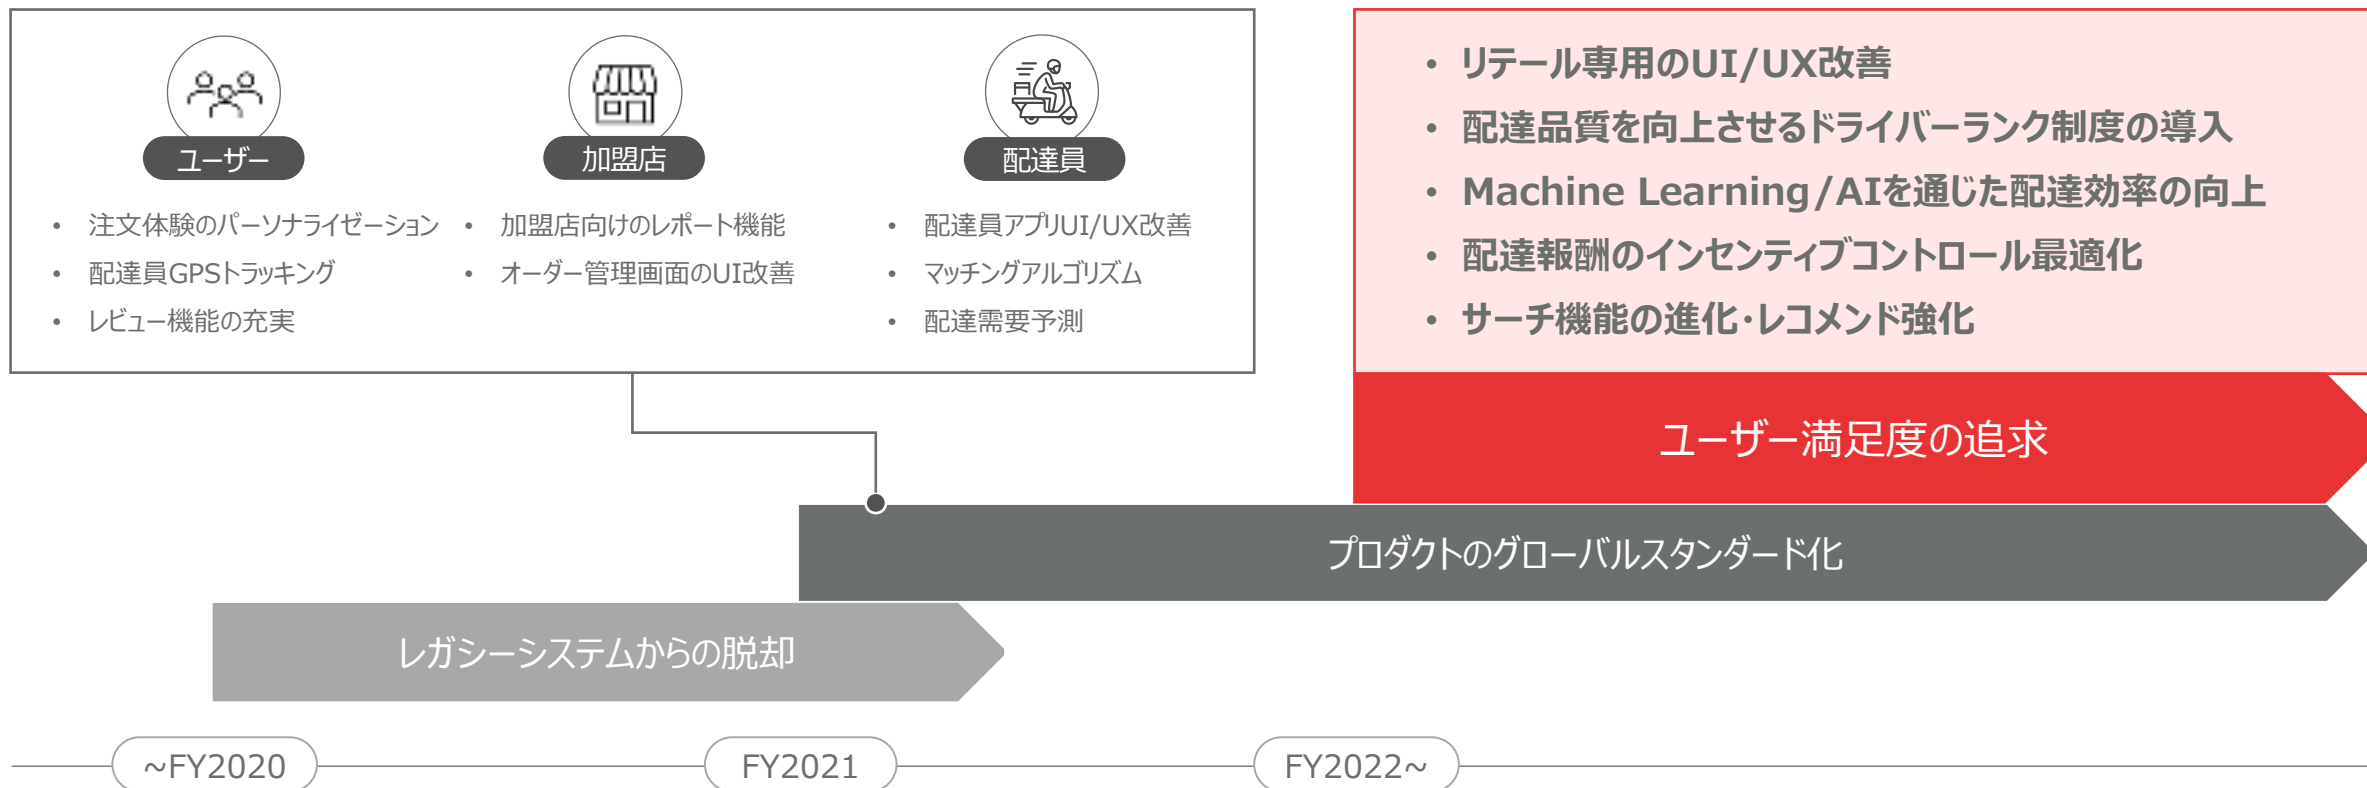 ユーザー
・ 注文体験のパーソナライゼーション
・ 配達員GPSトラッキング
・ レビュー機能の充実
加盟店
・ 加盟店向けのレポート機能
・ オーダー管理画面のUI改善
配達員
・ 配達員アプリUI/UX改善
・ マッチングアルゴリズム
・ 配達需要予測
・ リテール専用のUI/UX改善
・ 配達品質を向上させるドライバーランク制度の導入
・ Machine Learning/AIを通じた配達効率の向上
・ 配達報酬のインセンティブコントロール最適化
・ サーチ機能の進化・レコメンド強化
ユーザー満足度の追求
プロダクトのグローバルスタンダード化
レガシーシステムからの脱却
~FY2020
FY2021
FY2022~